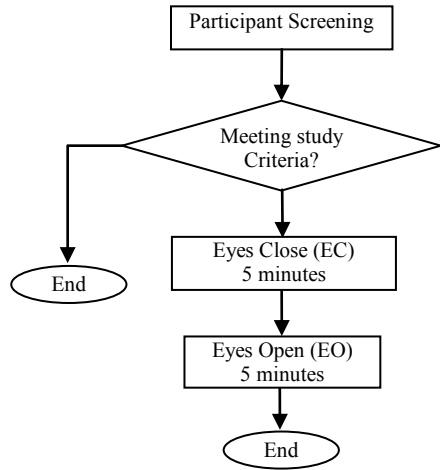 Participant Screening
Meeting study
Criteria?
Eyes Close (EC)
5 minutes
End
Eyes Open (EO)
5 minutes
End